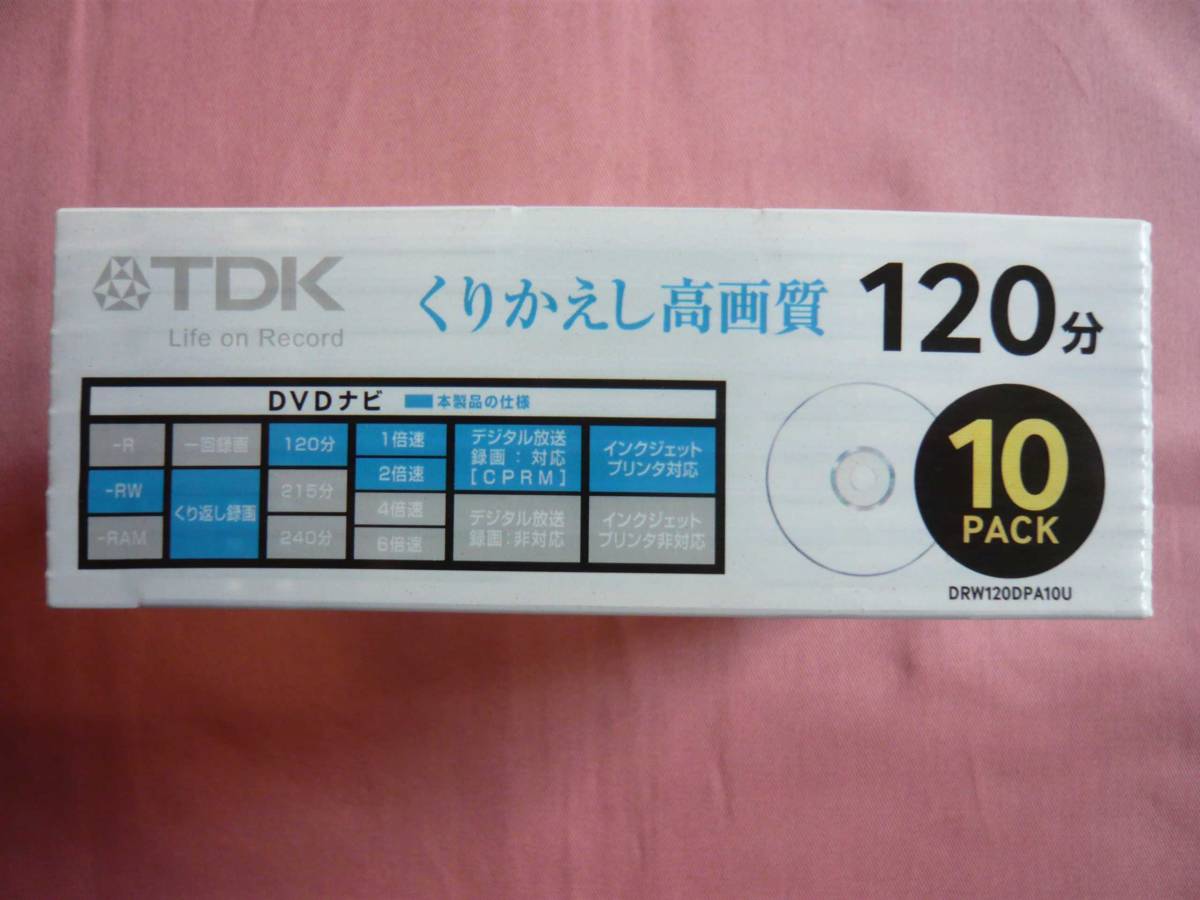 TDK
Life on Record
くりかえし高画質
120分
DVDナビ 本製品の仕様
-R
-RW
-RAM
一回録画
くり返し録画
120分
215分
240分
1倍速
2倍速
4倍速
6倍速
デジタル放送
録画：対応
[CPRM]
デジタル放送
録画：非対応
インクジェット
プリンタ対応
インクジェット
プリンタ非対応
10
PACK
DRW120DPA10U